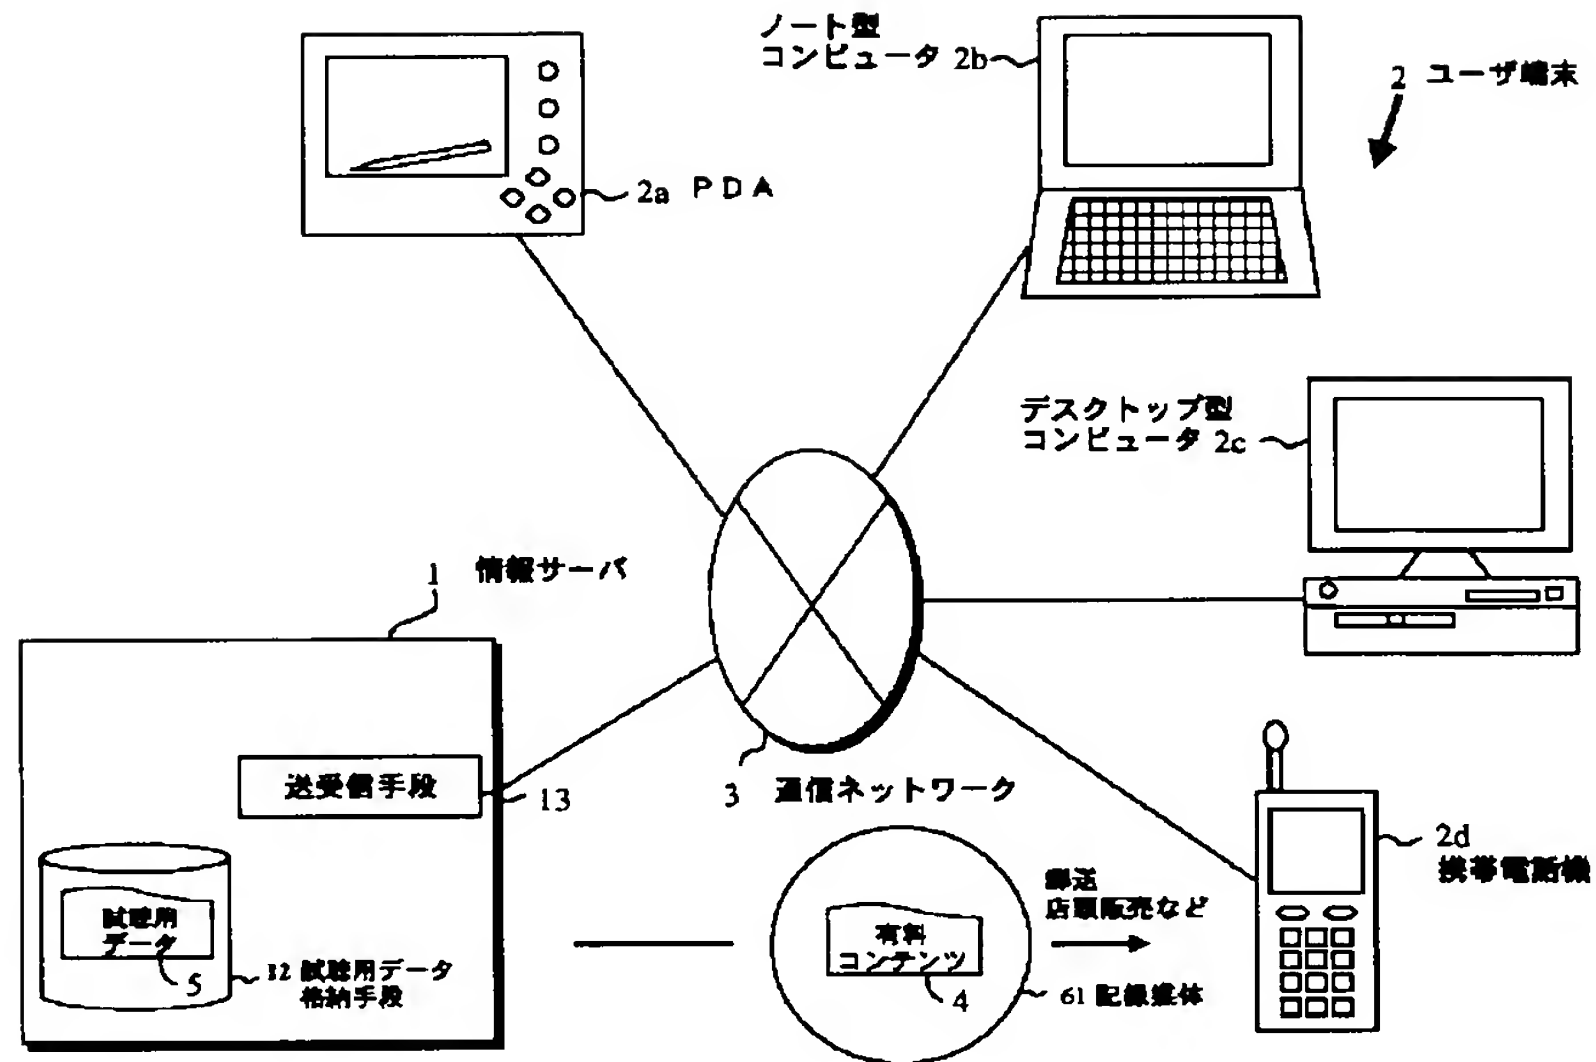 ノート型
コンピュータ 2b
2 ユーザ端末
2a PDA
デスクトップ型
コンピュータ 2c
1 情報サーバ
送受信手段
13
3 通信ネットワーク
2d
携帯電話機
郵送
店頭販売など
試聴用
データ
5
12 試聴用データ
格納手段
有料
コンテンツ
4
61 記録媒体